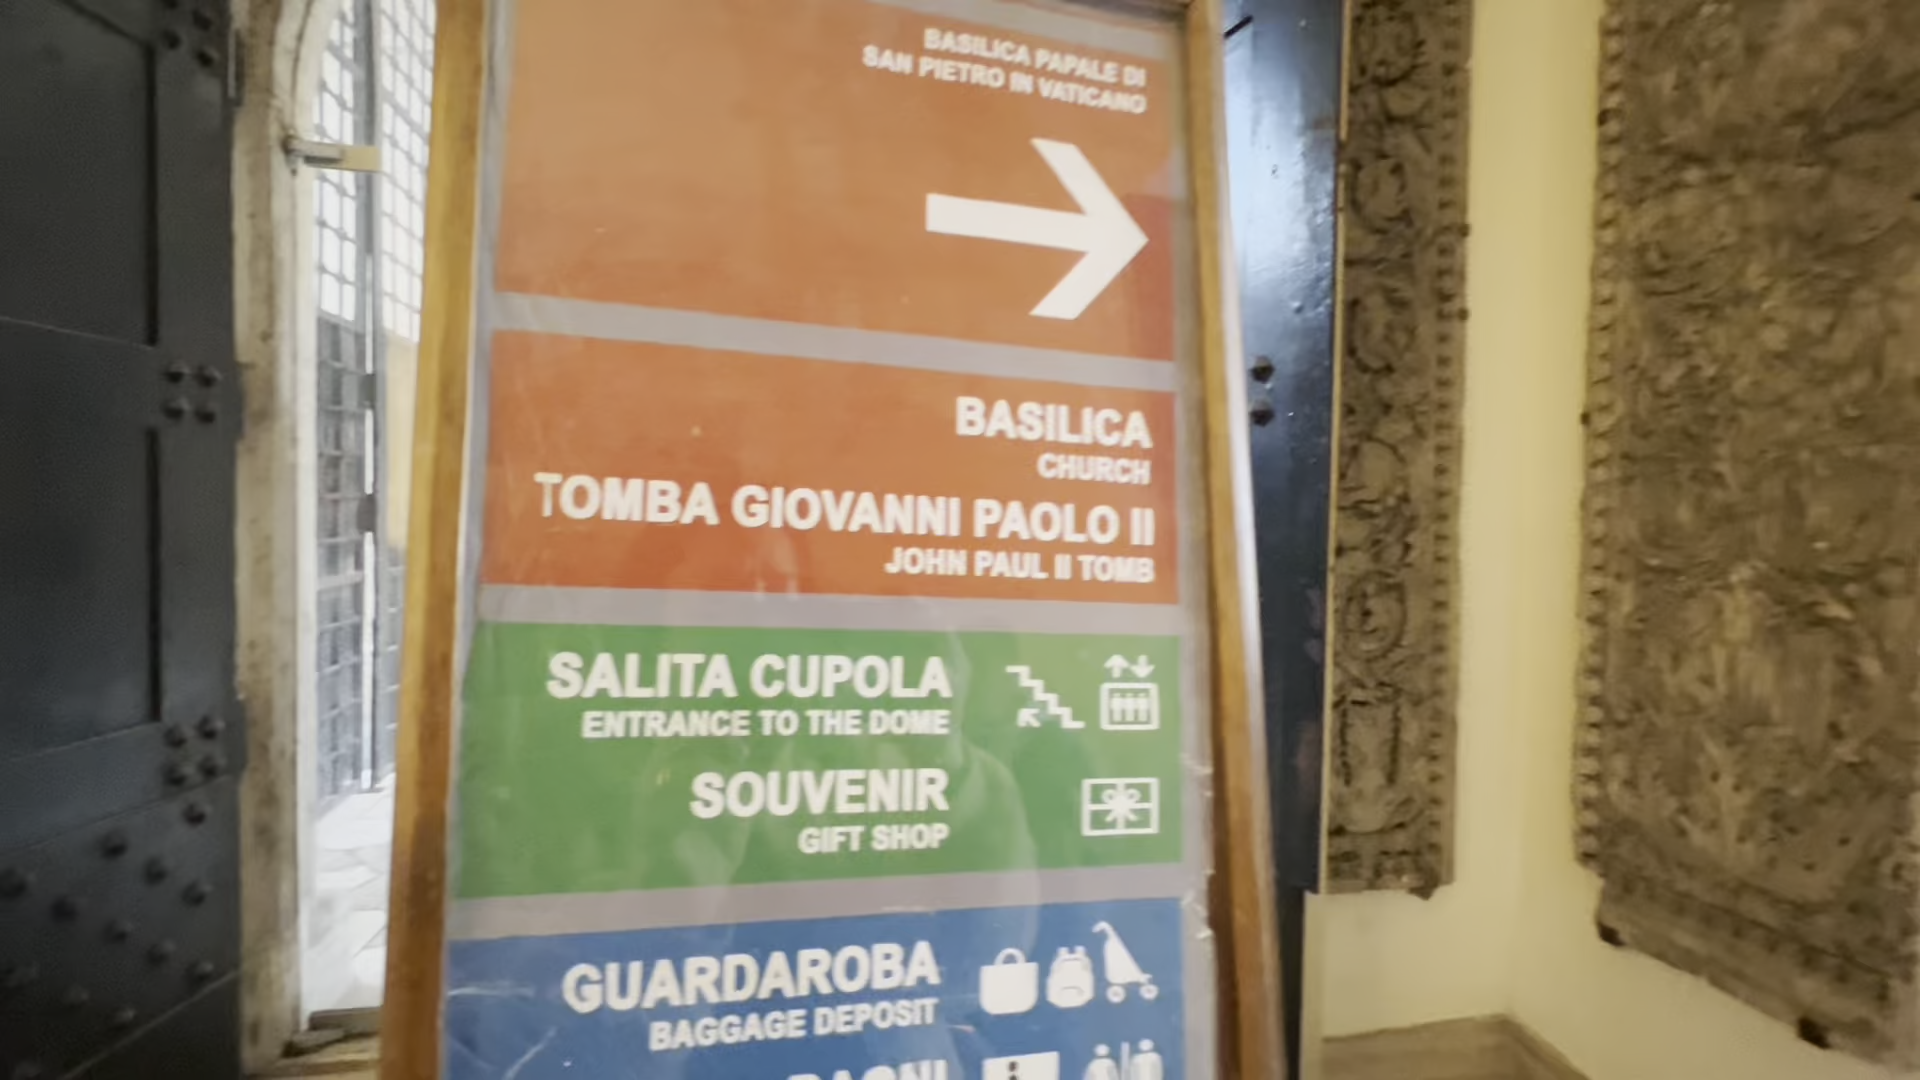 BASILICA PAPALE DI
SAN PIETRO IN VATICANO
BASILICA
CHURCH
TOMBA GIOVANNI PAOLO II
JOHN PAUL II TOMB
SALITA CUPOLA
ENTRANCE TO THE DOME
SOUVENIR
GIFT SHOP
GUARDAROBA
BAGGAGE DEPOSIT
BAGNI